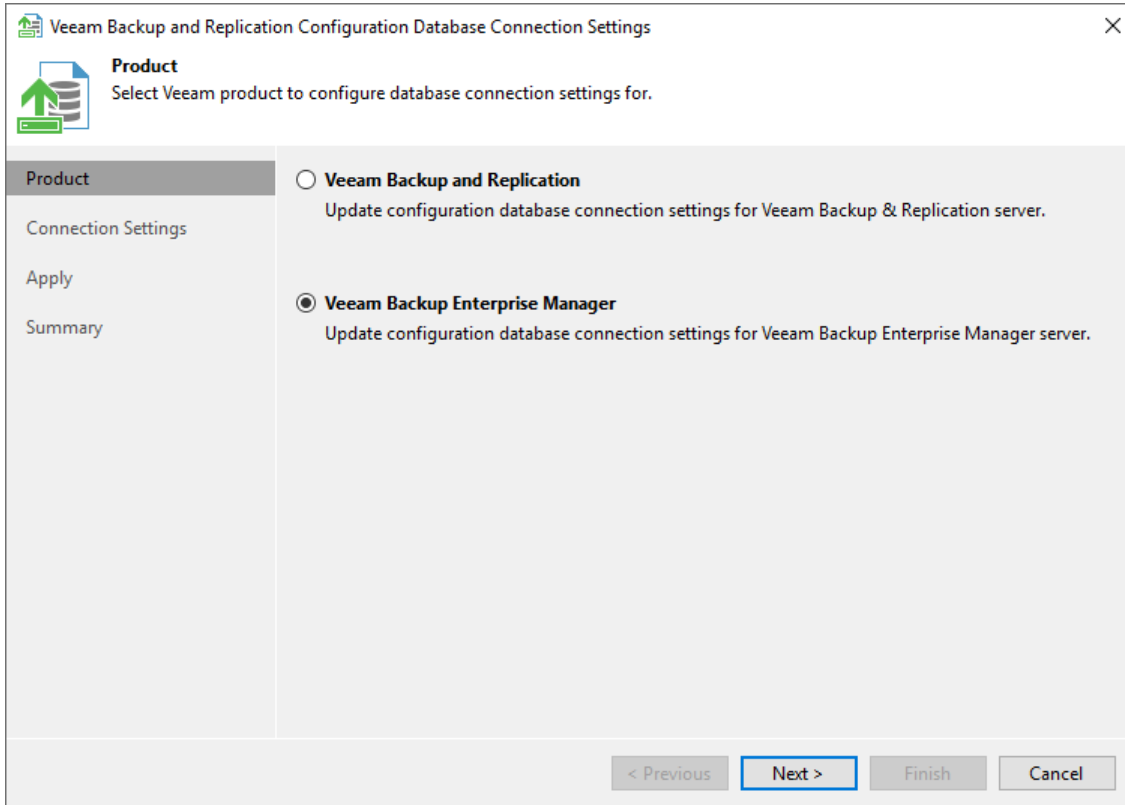 Veeam Backup and Replication Configuration Database Connection Settings
Product
Select Veeam product to configure database connection settings for.
Product
Connection Settings
Apply
Summary
Veeam Backup and Replication
Update configuration database connection settings for Veeam Backup & Replication server.
Veeam Backup Enterprise Manager
Update configuration database connection settings for Veeam Backup Enterprise Manager server.
< Previous
Next >
Finish
Cancel